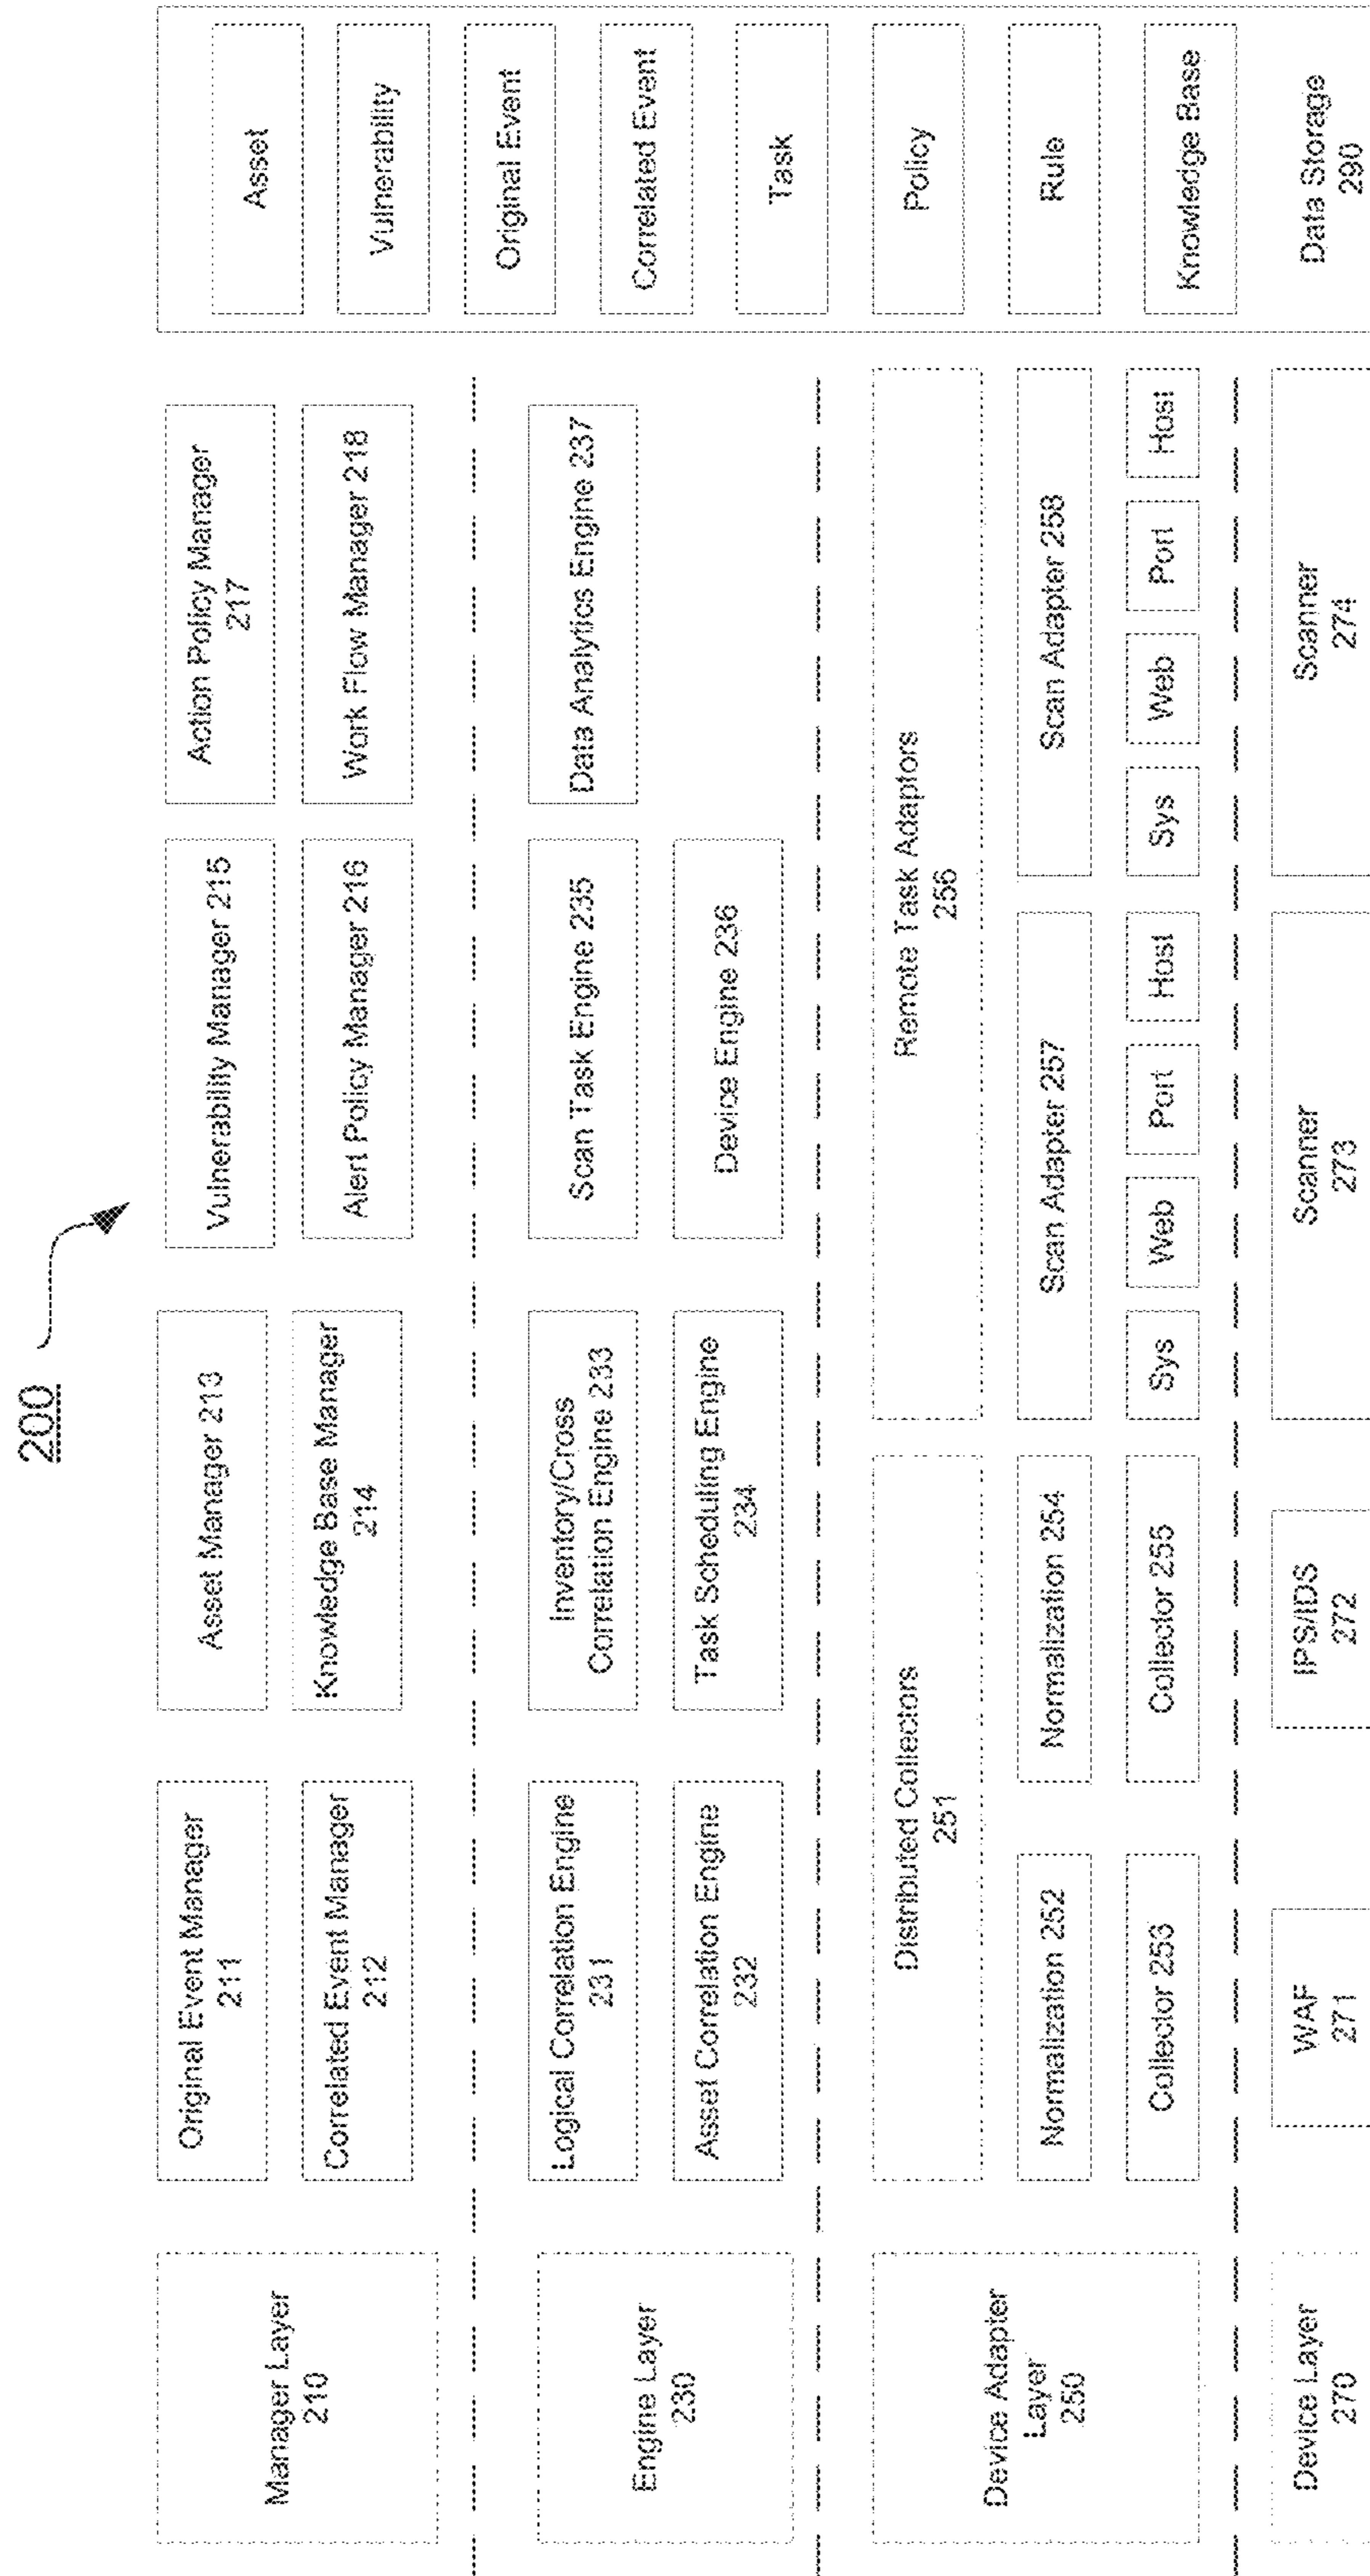 200
Manager Layer
210
Original Event Manager
211
Correlated Event Manager
212
Asset Manager 213
Knowledge Base Manager
214
Vulnerability Manager 215
Alert Policy Manager 216
Action Policy Manager
217
Work Flow Manager 218
Engine Layer
230
Logical Correlation Engine
231
Asset Correlation Engine
232
Inventory/Cross
Correlation Engine 233
Task Scheduling Engine
234
Scan Task Engine 235
Device Engine 236
Data Analytics Engine 237
Device Adapter
Layer
250
Distributed Collectors
251
Normalization 252
Collector 253
Normalization 254
Collector 255
Remote Task Adaptors
256
Scan Adapter 257
Sys
Web
Port
Host
Scan Adapter 258
Sys
Web
Port
Host
Device Layer
270
WAF
271
IPS/IDS
272
Scanner
273
Scanner
274
Asset
Vulnerability
Original Event
Correlated Event
Task
Policy
Rule
Knowledge Base
Data Storage
290